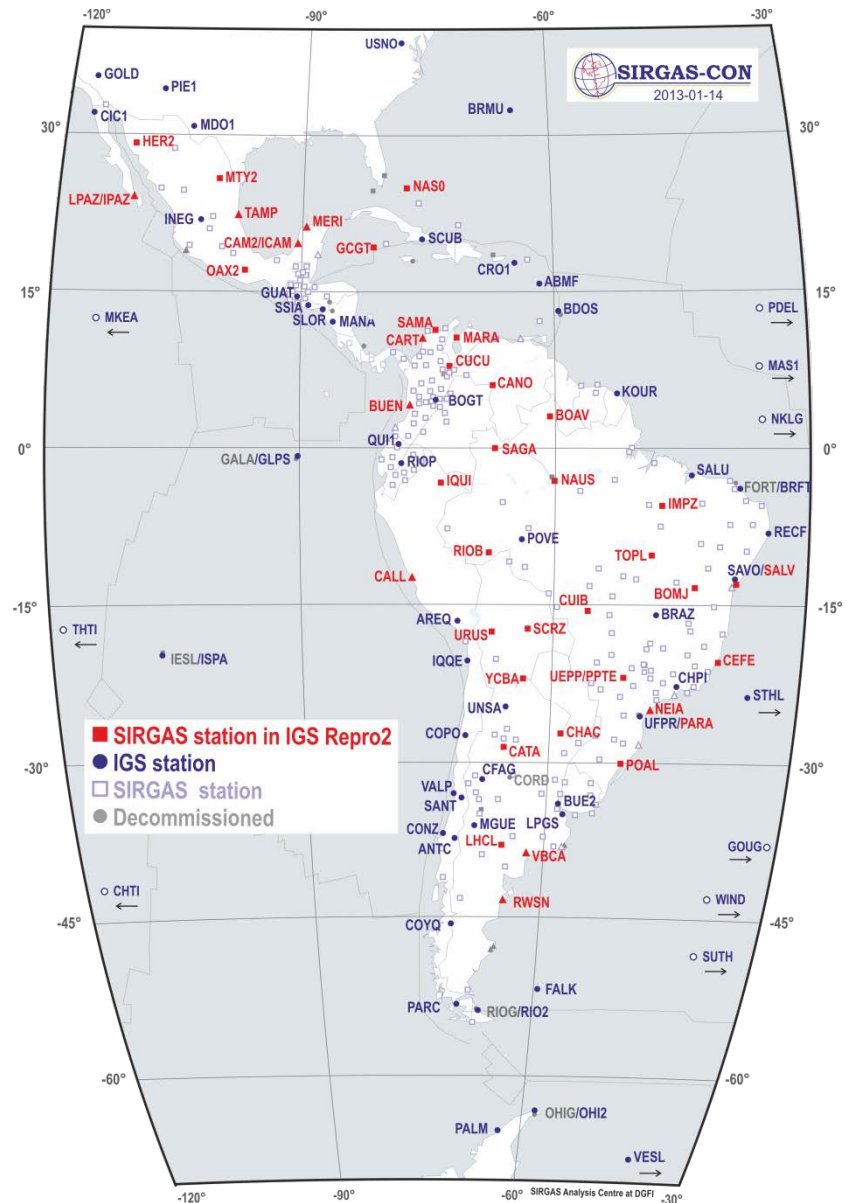 -120°
-90°
-60°
-30°
USNO
SIRGAS-CON
2013-01-14
GOLD
PIE1
BRMU
CIC1
MDO1
30°
HER2
MTY2
NAS0
LPAZ/IPAZ
TAMP
MERI
INEG
SCUB
CAM2/ICAM
GCGT
CRO1
OAX2
ABMF
15°
GUAT
SSIA
SLOR
MANA
BDOS
PDEL
MKEA
SAMA
CART
MARA
CUCU
MAS1
CANO
KOUR
BUEN
BOGT
BOAV
NKLG
0°
QUI1
SAGA
GALA/GLPS
RIOP
SALU
IQUI
NAUS
FORT/BRFT
IMPZ
RECF
POVE
RIOB
TOPL
SAVO/SALV
CALL
BOMJ
CUIB
-15°
AREQ
BRAZ
THTI
URUS
SCRZ
IESL/ISPA
IQQE
CEFE
YCBA
UEPP/PPTE
CHPI
STHL
UNSA
NEIA
UFPR/PARA
COPO
CHAC
SIRGAS station in IGS Repro2
CATA
IGS station
POAL
-30°
CFAG
CORD
SIRGAS station
VALP
SANT
BUE2
Decommissioned
CONZ
MGUE
LPGS
ANTC
LHCL
VBCA
GOUG
CHTI
RWSN
WIND
-45°
COYQ
SUTH
FALK
PARC
RIOG/RIO2
-60°
OHIG/OHI2
PALM
VESL
SIRGAS Analysis Centre at DGFI
-120°
-90°
-60°
-30°